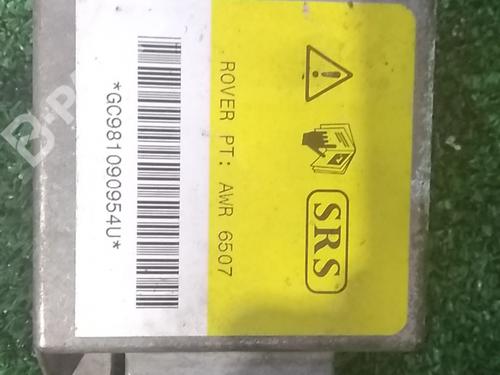 SRS
ROVER PT: AWR 6507
*GC981090954U*